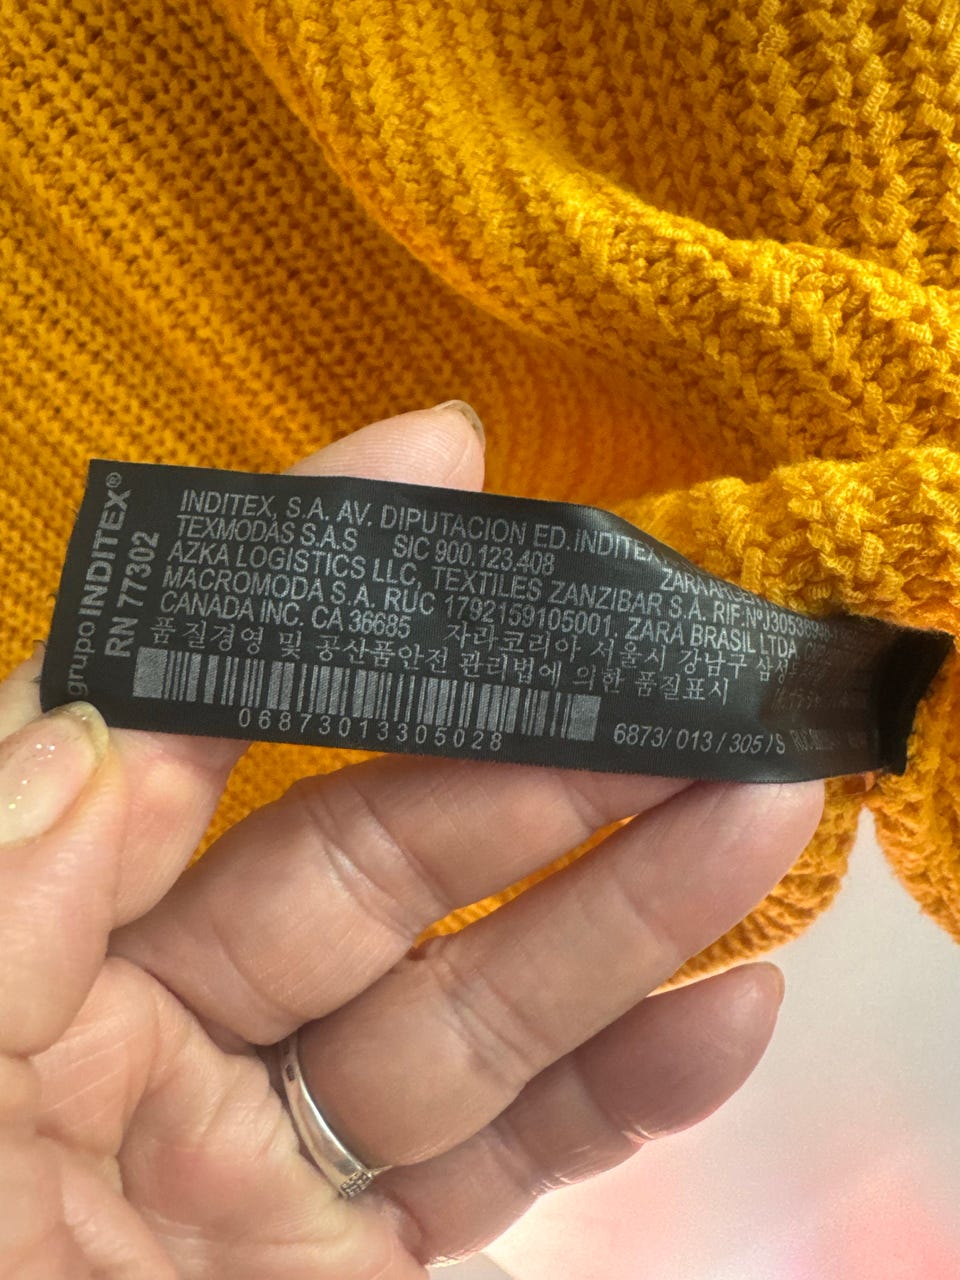 grupo INDITEX®
RN 77302
INDITEX, S.A. AV. DIPUTACION ED. INDITEX
TEXMODAS S.A.S SIC 900.123.408
AZKA LOGISTICS LLC, TEXTILES ZANZIBAR S.A. RIF.NºJ30538998
MACROMODA S.A. RUC 1792159105001, ZARA BRASIL LTDA
CANADA INC. CA 36685 자라코리아 서울시 강남구
품질경영 및 공산품안전 관리법에 의한 품질표시
06873013305028
6873/ 013 / 305 / S